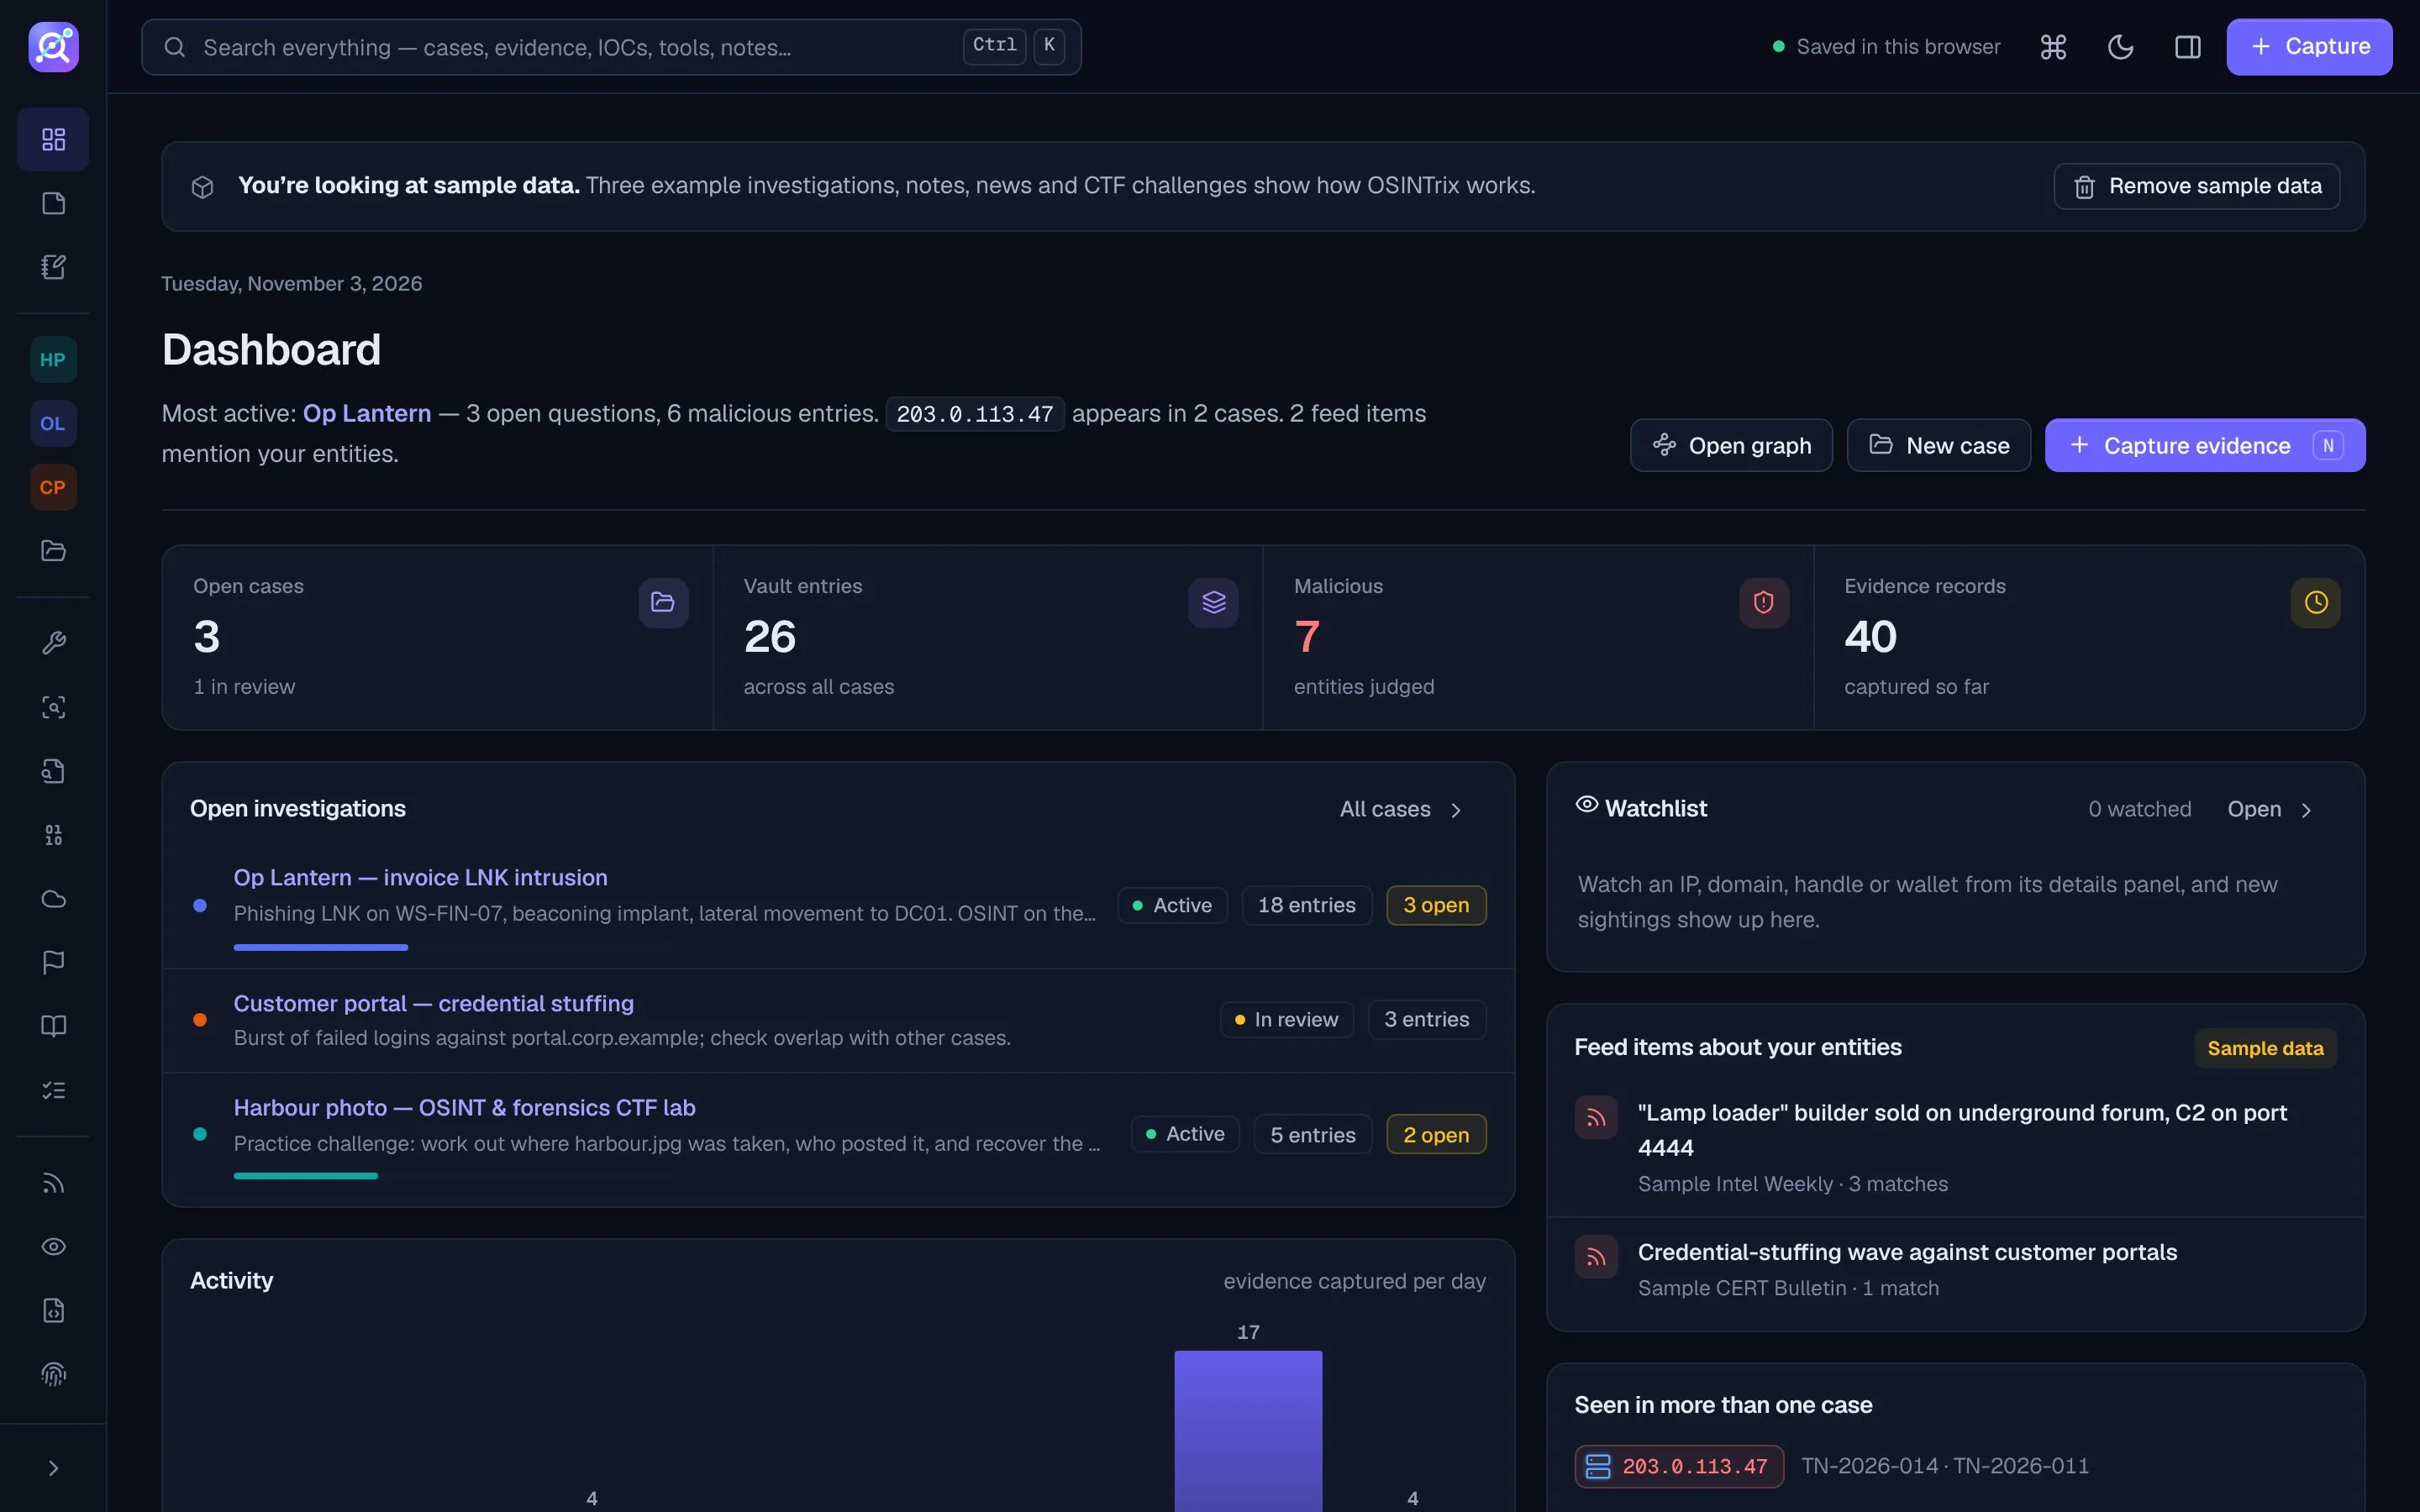 Search everything — cases, evidence, IOCs, tools, notes...
Ctrl K
Saved in this browser
Capture
You’re looking at sample data. Three example investigations, notes, news and CTF challenges show how OSINTrix works.
Remove sample data
Tuesday, November 3, 2026
Dashboard
HP
OL
CP
Most active: Op Lantern — 3 open questions, 6 malicious entries. 203.0.113.47 appears in 2 cases. 2 feed items
mention your entities.
Open graph
New case
Capture evidence N
Open cases
3
1 in review
Vault entries
26
across all cases
Malicious
7
entities judged
Evidence records
40
captured so far
Open investigations
All cases
Op Lantern — invoice LNK intrusion
Phishing LNK on WS-FIN-07, beaconing implant, lateral movement to DC01. OSINT on the…
Active
18 entries
3 open
Customer portal — credential stuffing
Burst of failed logins against portal.corp.example; check overlap with other cases.
In review
3 entries
Harbour photo — OSINT & forensics CTF lab
Practice challenge: work out where harbour.jpg was taken, who posted it, and recover the …
Active
5 entries
2 open
Activity
evidence captured per day
17
4
4
Watchlist
0 watched
Open
Watch an IP, domain, handle or wallet from its details panel, and new
sightings show up here.
Feed items about your entities
Sample data
"Lamp loader" builder sold on underground forum, C2 on port
4444
Sample Intel Weekly · 3 matches
Credential-stuffing wave against customer portals
Sample CERT Bulletin · 1 match
Seen in more than one case
203.0.113.47
TN-2026-014 · TN-2026-011